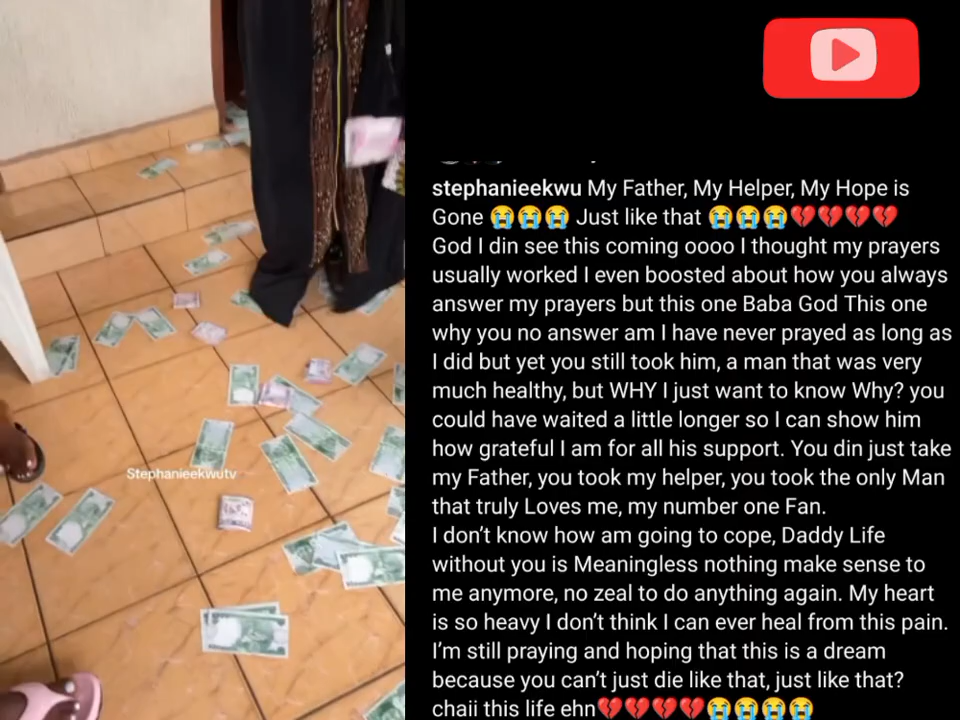 Stephanieekwutv
stephanieekwu My Father, My Helper, My Hope is
Gone 😭😭😭 Just like that 😭😭😭💔💔💔💔
God I din see this coming oooo I thought my prayers
usually worked I even boosted about how you always
answer my prayers but this one Baba God This one
why you no answer am I have never prayed as long as
I did but yet you still took him, a man that was very
much healthy, but WHY I just want to know Why? you
could have waited a little longer so I can show him
how grateful I am for all his support. You din just take
my Father, you took my helper, you took the only Man
that truly Loves me, my number one Fan.
I don’t know how am going to cope, Daddy Life
without you is Meaningless nothing make sense to
me anymore, no zeal to do anything again. My heart
is so heavy I don’t think I can ever heal from this pain.
I’m still praying and hoping that this is a dream
because you can’t just die like that, just like that?
chaii this life ehn💔💔💔💔😭😭😭😭